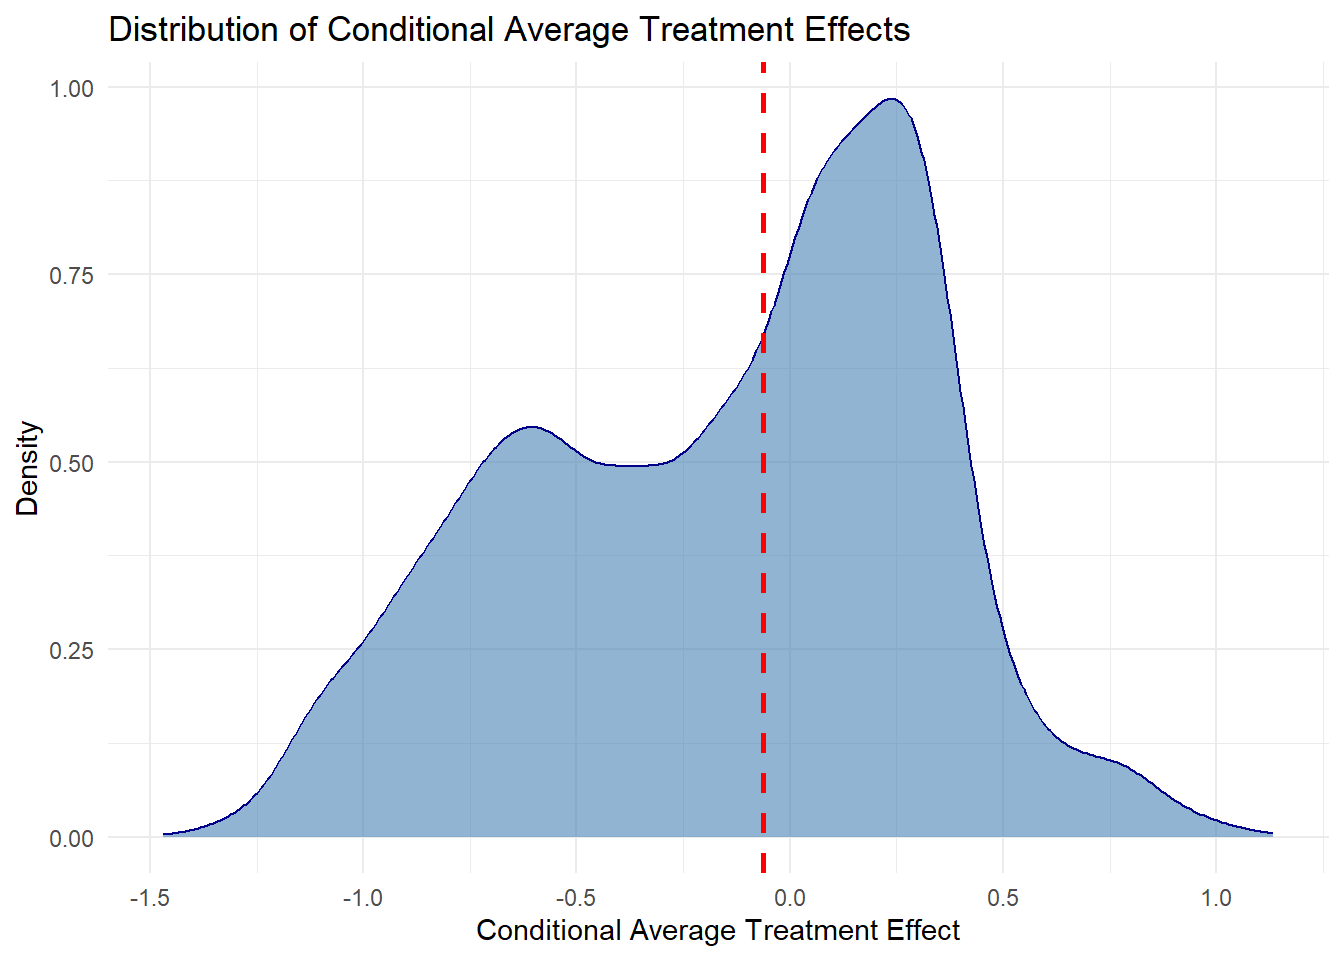 Distribution of Conditional Average Treatment Effects
1.00
0.75
0.50
0.25
0.00
Density
-1.5 -1.0 -0.5 0.0 0.5 1.0
Conditional Average Treatment Effect